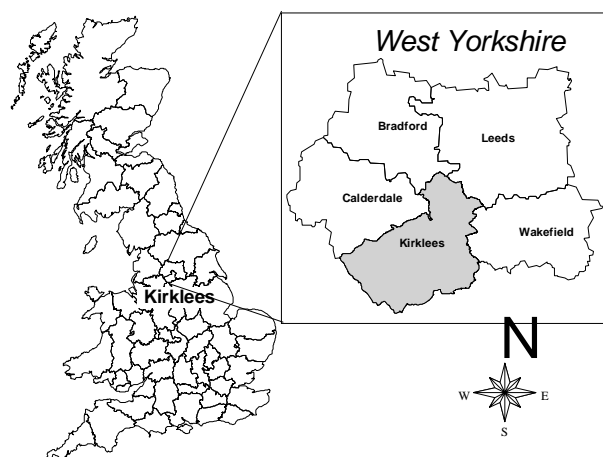 West Yorkshire
Bradford
Leeds
Calderdale
Kirklees
Wakefield
Kirklees
N
W E
S